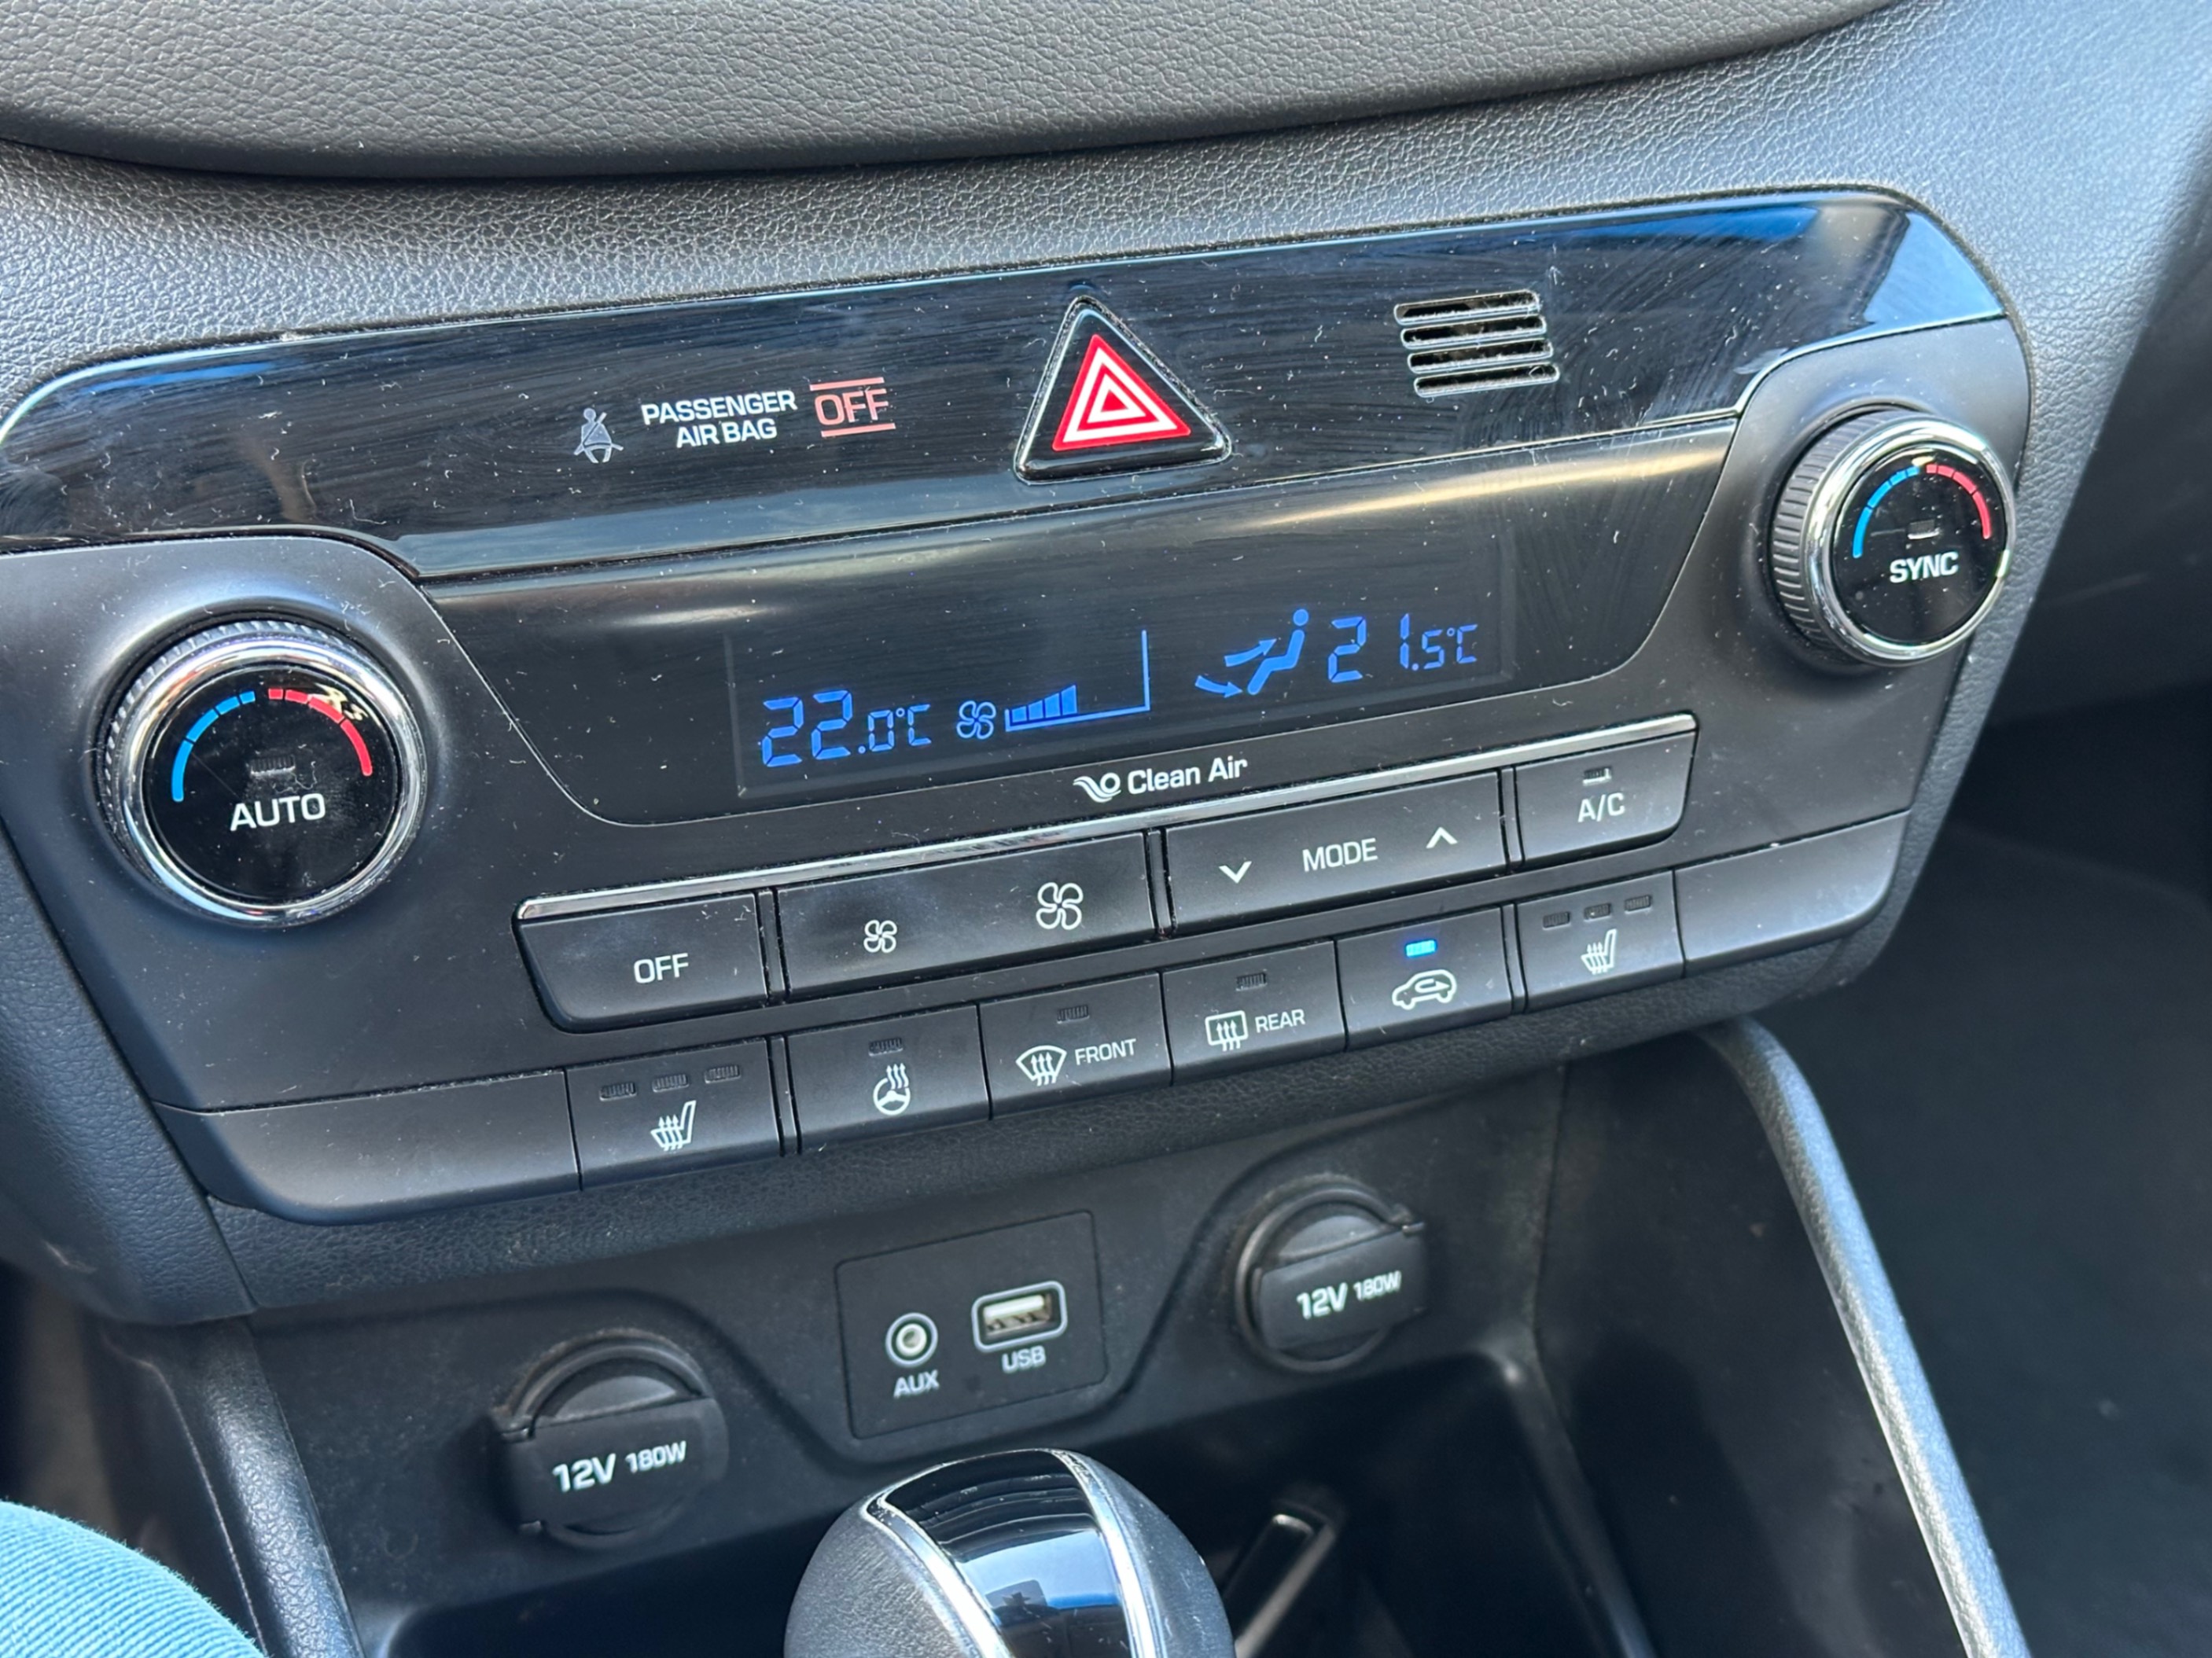 PASSENGER
AIR BAG
OFF
SYNC
22.0°C
21.5°C
Clean Air
AUTO
A/C
MODE
OFF
REAR
FRONT
12V 180W
AUX
USB
12V 180W